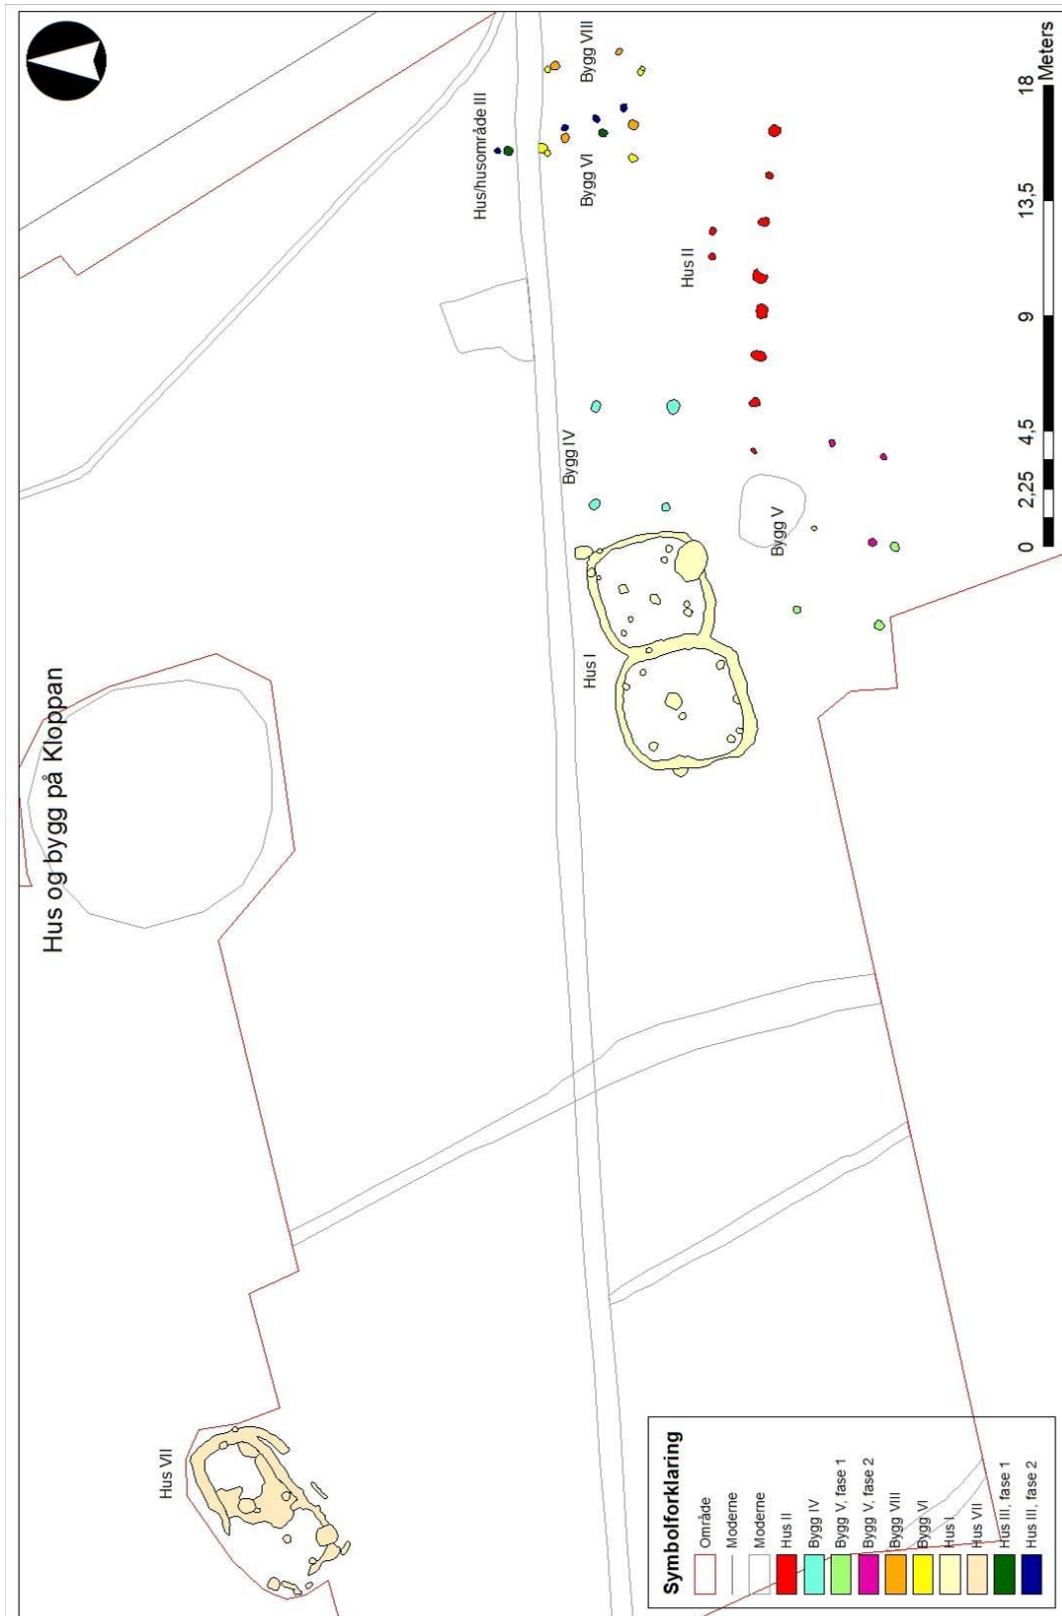 Hus og bygg på Kloppan
Hus VII
Hus I
Bygg IV
Hus/husområde III
Bygg VIII
Bygg VI
Hus II
Bygg V
Symbolforklaring
Område
Moderne
Moderne
Hus II
Bygg IV
Bygg V, fase 1
Bygg V, fase 2
Bygg VIII
Bygg VI
Hus I
Hus VII
Hus III, fase 1
Hus III, fase 2
0 2,25 4,5 9 13,5 18
Meters